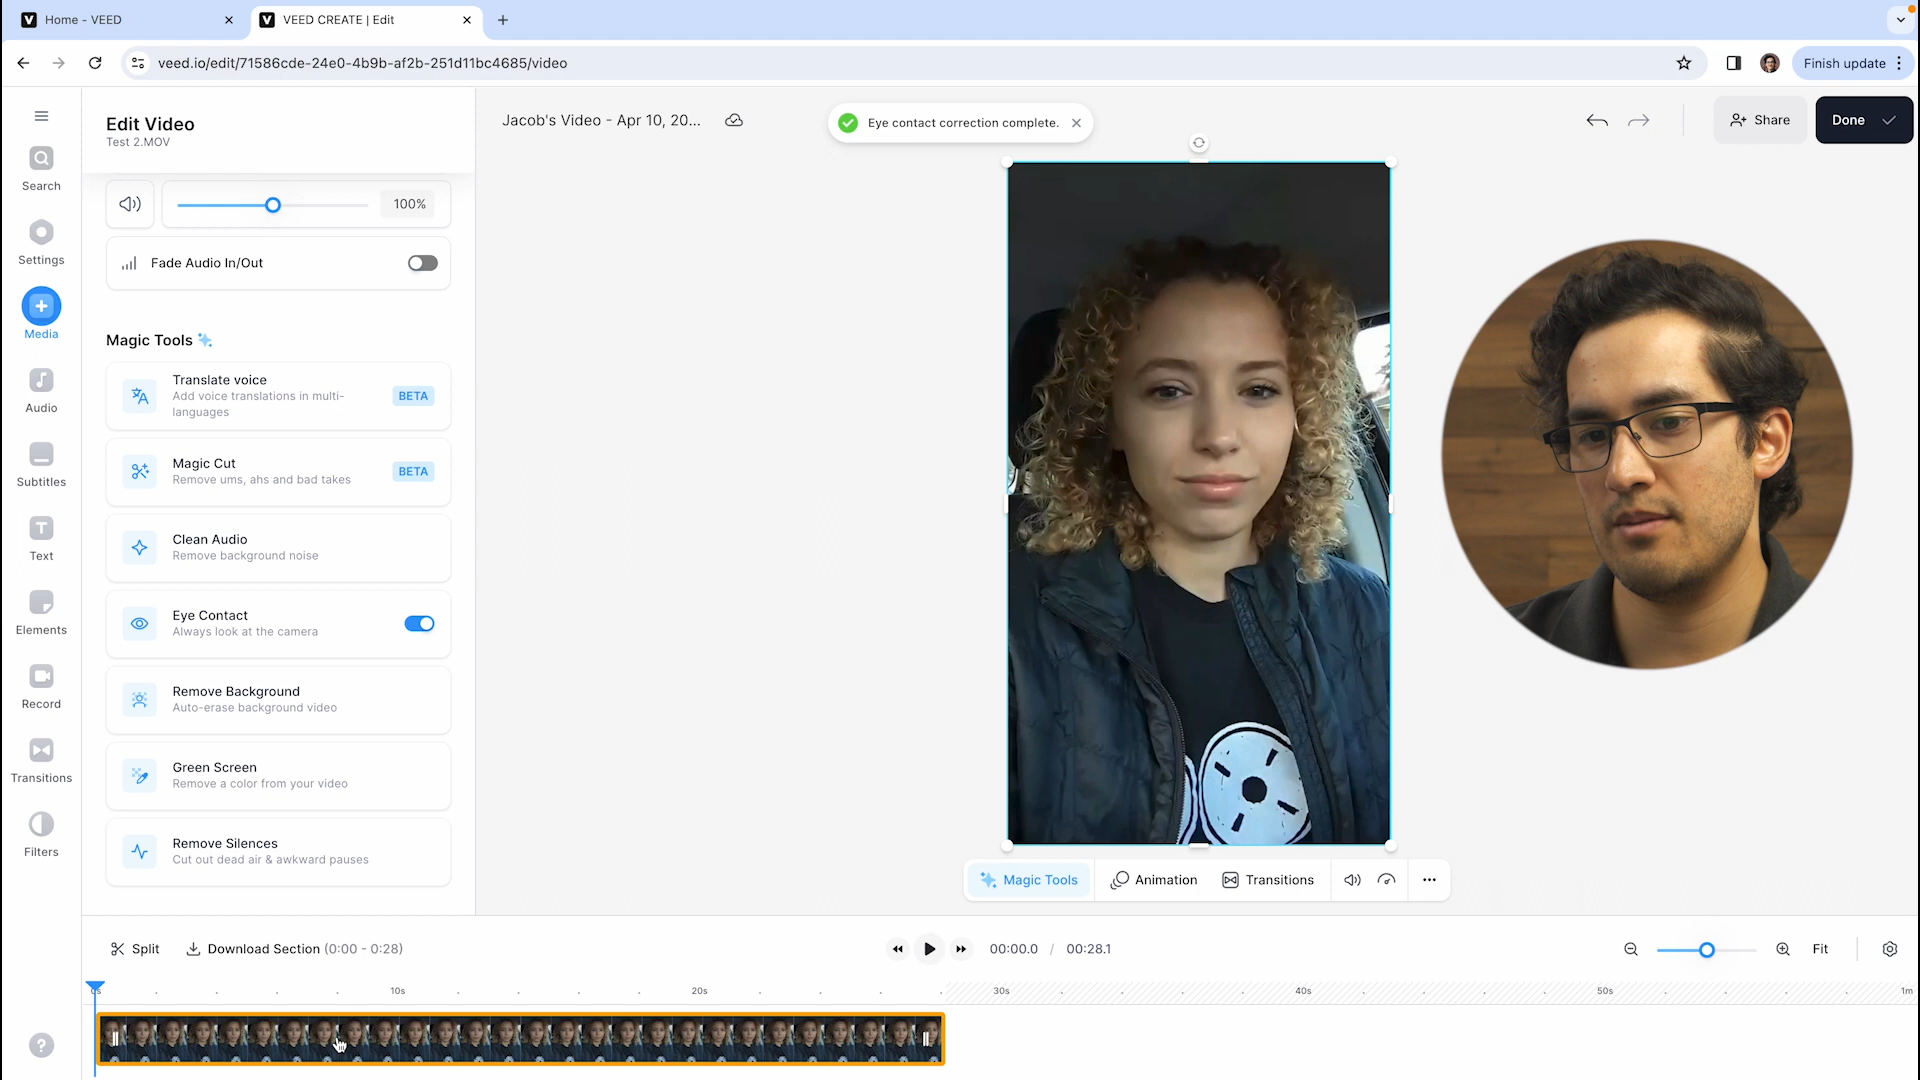 Home - VEED
VEED CREATE | Edit
veed.io/edit/71586cde-24e0-4b9b-af2b-251d11bc4685/video
Finish update
Edit Video
Test 2.MOV
Jacob's Video - Apr 10, 20...
Eye contact correction complete.
Share
Done
Search
Settings
Media
Audio
Subtitles
Text
Elements
Record
Transitions
Filters
100%
Fade Audio In/Out
Magic Tools
Translate voice
Add voice translations in multi-
languages
BETA
Magic Cut
Remove ums, ahs and bad takes
BETA
Clean Audio
Remove background noise
Eye Contact
Always look at the camera
Remove Background
Auto-erase background video
Green Screen
Remove a color from your video
Remove Silences
Cut out dead air & awkward pauses
Magic Tools
Animation
Transitions
Split
Download Section (0:00 - 0:28)
00:00.0 / 00:28.1
Fit
10s
20s
30s
40s
50s
1m